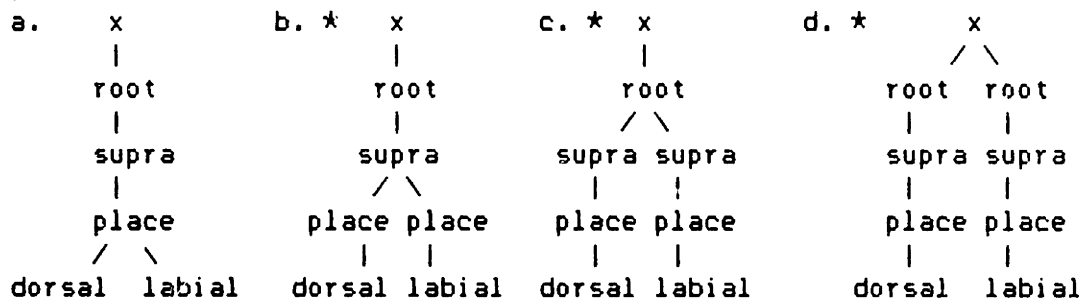 a. x b. * x c. * x d. * x
root root root root root
supra supra supra supra supra supra
place place place place place place place
dorsal labial dorsal labial dorsal labial dorsal labial